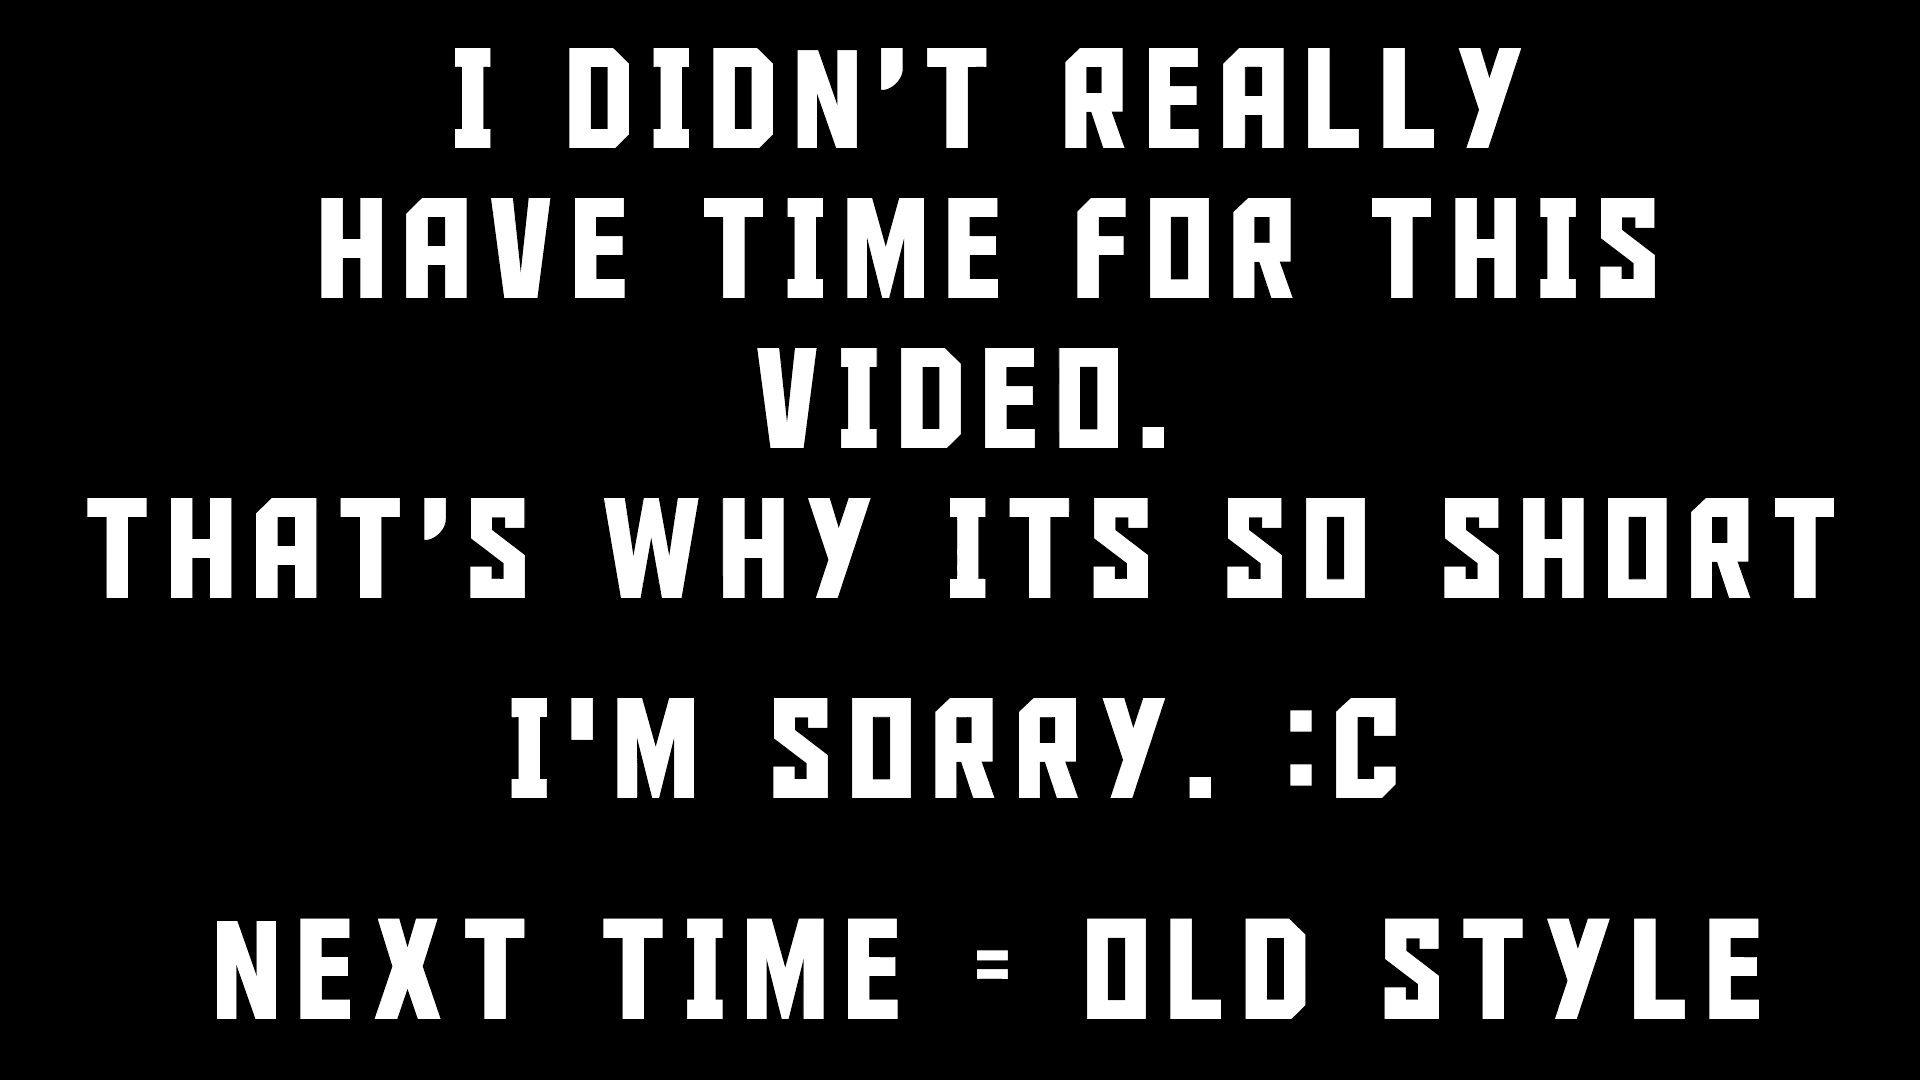 I DIDN’T REALLY
HAVE TIME FOR THIS
VIDEO.
THAT’S WHY ITS SO SHORT
I'M SORRY. :C
NEXT TIME = OLD STYLE